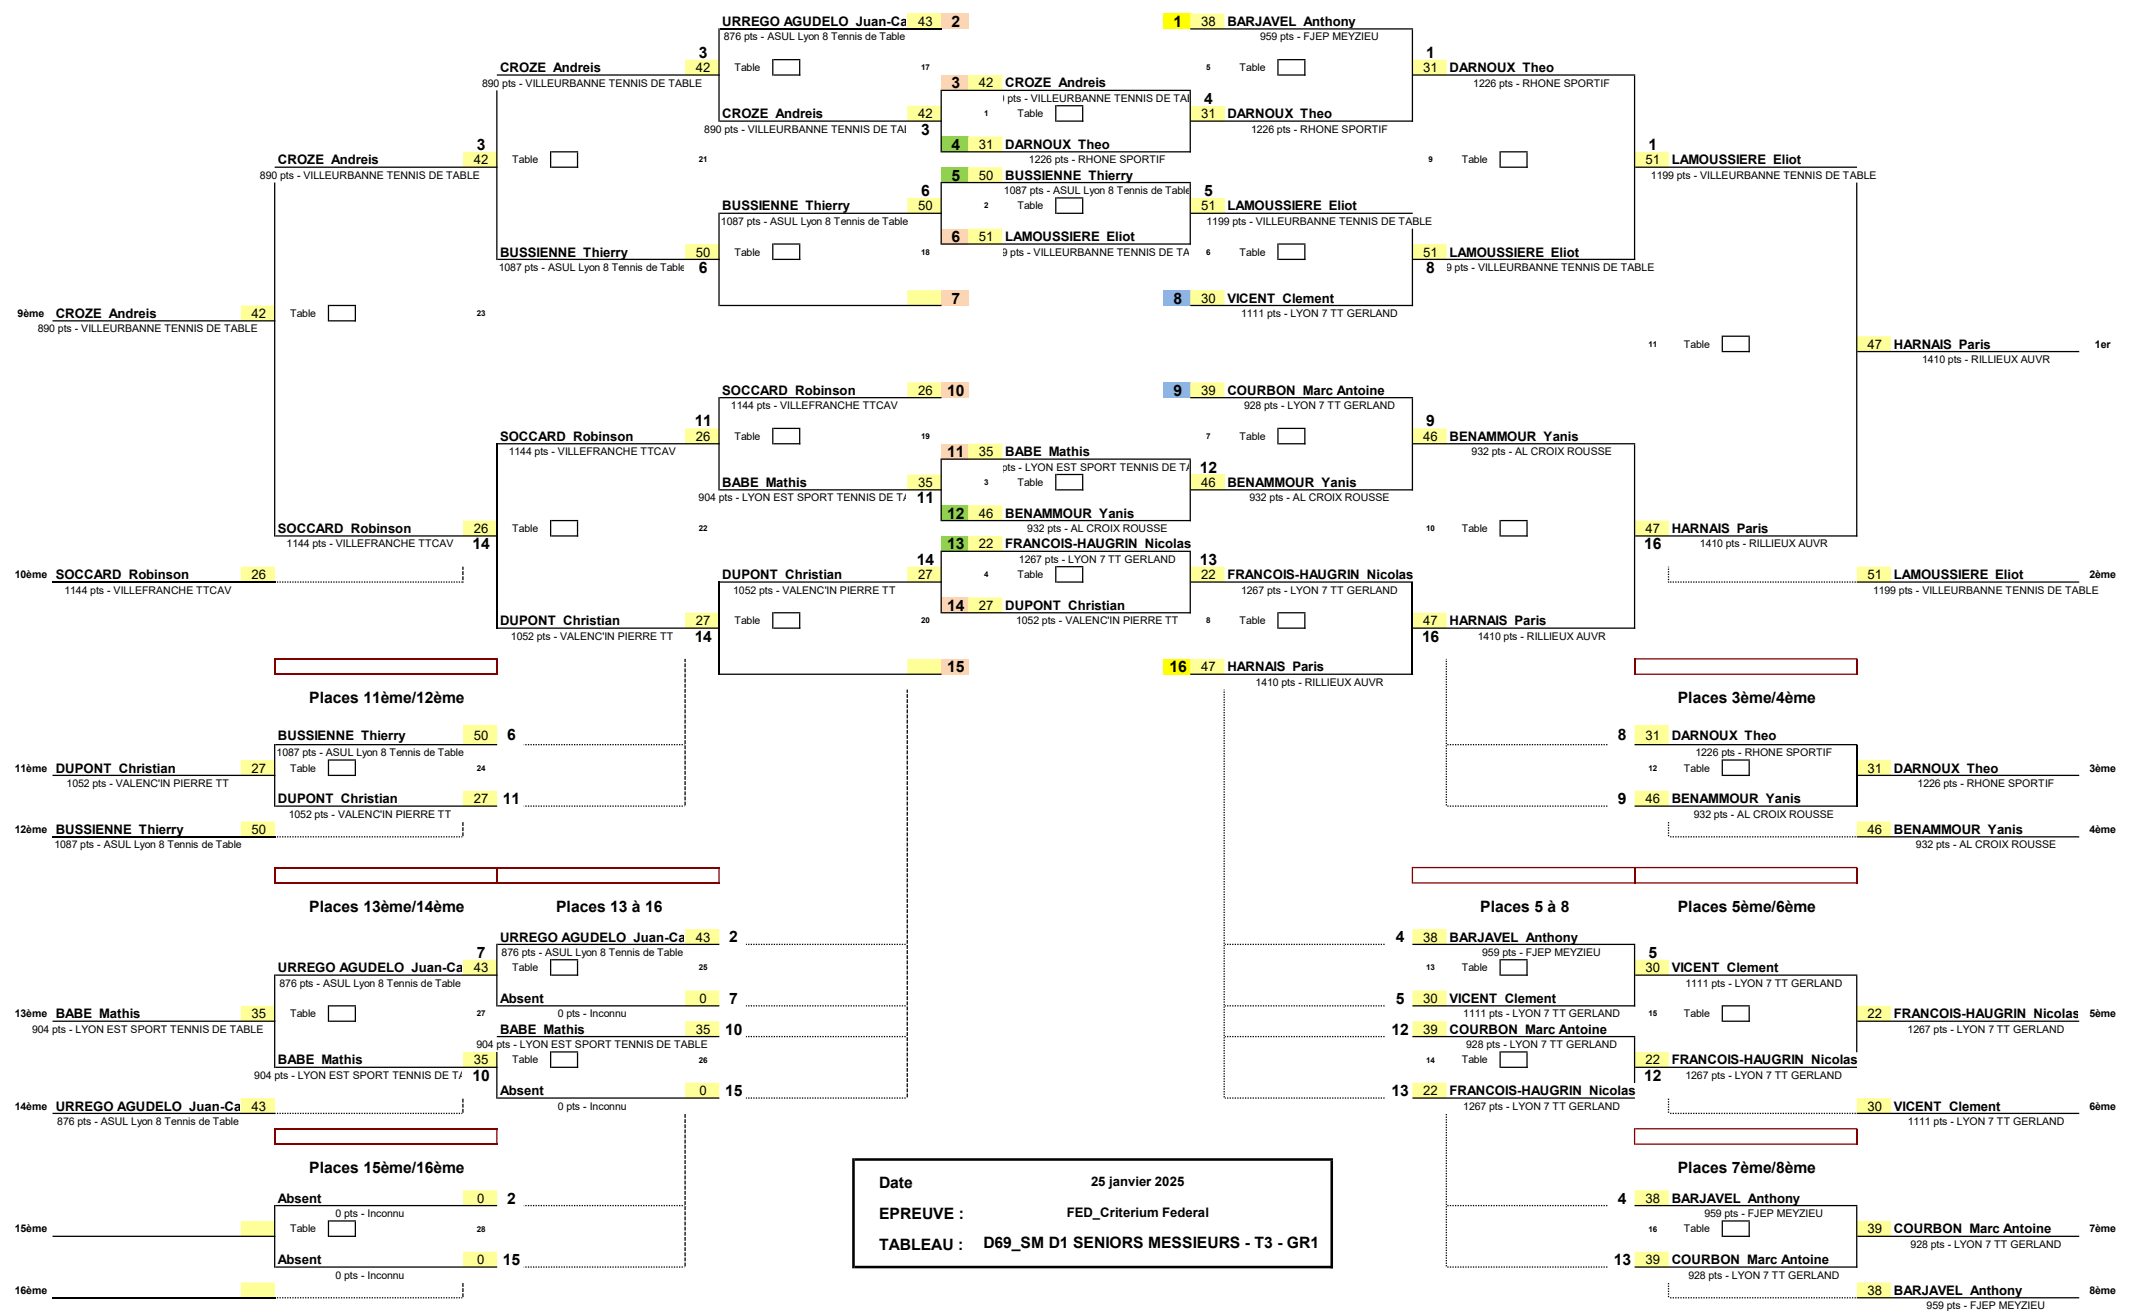 URREGO AGUDELO Juan-Ca 43 2
876 pts - ASUL Lyon 8 Tennis de Table
1 38 BARJAVEL Anthony
959 pts - FJEP MEYZIEU
3
CROZE Andreis 42
890 pts - VILLEURBANNE TENNIS DE TABLE
Table 17
5 Table
1
31 DARNOUX Theo
1226 pts - RHONE SPORTIF
3 42 CROZE Andreis
pts - VILLEURBANNE TENNIS DE TA
CROZE Andreis 42
890 pts - VILLEURBANNE TENNIS DE TA 3
1 Table
4
31 DARNOUX Theo
1226 pts - RHONE SPORTIF
4 31 DARNOUX Theo
1226 pts - RHONE SPORTIF
3
CROZE Andreis 42
890 pts - VILLEURBANNE TENNIS DE TABLE
Table 21
9 Table
1
51 LAMOUSSIERE Eliot
1199 pts - VILLEURBANNE TENNIS DE TABLE
5 50 BUSSIENNE Thierry
1087 pts - ASUL Lyon 8 Tennis de Table
6
BUSSIENNE Thierry 50
1087 pts - ASUL Lyon 8 Tennis de Table
2 Table
5
51 LAMOUSSIERE Eliot
1199 pts - VILLEURBANNE TENNIS DE TABLE
6 51 LAMOUSSIERE Eliot
9 pts - VILLEURBANNE TENNIS DE TA
BUSSIENNE Thierry 50
1087 pts - ASUL Lyon 8 Tennis de Table 6
Table 18
6 Table
51 LAMOUSSIERE Eliot
8 9 pts - VILLEURBANNE TENNIS DE TABLE
7
8 30 VICENT Clement
1111 pts - LYON 7 TT GERLAND
9ème CROZE Andreis 42
890 pts - VILLEURBANNE TENNIS DE TABLE
Table 23
11 Table
47 HARNAIS Paris 1er
1410 pts - RILLIEUX AUVR
SOCCARD Robinson 26 10
1144 pts - VILLEFRANCHE TTCAV
9 39 COURBON Marc Antoine
928 pts - LYON 7 TT GERLAND
11
SOCCARD Robinson 26
1144 pts - VILLEFRANCHE TTCAV
Table 19
7 Table
9
46 BENAMMOUR Yanis
932 pts - AL CROIX ROUSSE
11 35 BABE Mathis
pts - LYON EST SPORT TENNIS DE TA
BABE Mathis 35
904 pts - LYON EST SPORT TENNIS DE TA 11
3 Table
12
46 BENAMMOUR Yanis
932 pts - AL CROIX ROUSSE
12 46 BENAMMOUR Yanis
932 pts - AL CROIX ROUSSE
SOCCARD Robinson 26
1144 pts - VILLEFRANCHE TTCAV 14
Table 22
10 Table
47 HARNAIS Paris
16 1410 pts - RILLIEUX AUVR
13 22 FRANCOIS-HAUGRIN Nicolas
1267 pts - LYON 7 TT GERLAND
10ème SOCCARD Robinson 26
1144 pts - VILLEFRANCHE TTCAV
14
DUPONT Christian 27
1052 pts - VALENC'IN PIERRE TT
4 Table
13
22 FRANCOIS-HAUGRIN Nicolas
1267 pts - LYON 7 TT GERLAND
51 LAMOUSSIERE Eliot 2ème
1199 pts - VILLEURBANNE TENNIS DE TABLE
14 27 DUPONT Christian
1052 pts - VALENC'IN PIERRE TT
DUPONT Christian 27
1052 pts - VALENC'IN PIERRE TT 14
Table 20
8 Table
47 HARNAIS Paris
16 1410 pts - RILLIEUX AUVR
15
16 47 HARNAIS Paris
1410 pts - RILLIEUX AUVR
Places 11ème/12ème
Places 3ème/4ème
BUSSIENNE Thierry 50 6
1087 pts - ASUL Lyon 8 Tennis de Table
8 31 DARNOUX Theo
1226 pts - RHONE SPORTIF
11ème DUPONT Christian 27
1052 pts - VALENC'IN PIERRE TT
Table 24
12 Table
31 DARNOUX Theo 3ème
1226 pts - RHONE SPORTIF
DUPONT Christian 27 11
1052 pts - VALENC'IN PIERRE TT
9 46 BENAMMOUR Yanis
932 pts - AL CROIX ROUSSE
12ème BUSSIENNE Thierry 50
1087 pts - ASUL Lyon 8 Tennis de Table
46 BENAMMOUR Yanis 4ème
932 pts - AL CROIX ROUSSE
Places 13ème/14ème Places 13 à 16
Places 5 à 8 Places 5ème/6ème
URREGO AGUDELO Juan-Ca 43 2
876 pts - ASUL Lyon 8 Tennis de Table
4 38 BARJAVEL Anthony
959 pts - FJEP MEYZIEU
7
URREGO AGUDELO Juan-Ca 43
876 pts - ASUL Lyon 8 Tennis de Table
Table 25
13 Table
5
30 VICENT Clement
1111 pts - LYON 7 TT GERLAND
Absent 0 7
0 pts - Inconnu
5 30 VICENT Clement
1111 pts - LYON 7 TT GERLAND
13ème BABE Mathis 35
904 pts - LYON EST SPORT TENNIS DE TABLE
Table 27
15 Table
22 FRANCOIS-HAUGRIN Nicolas 5ème
1267 pts - LYON 7 TT GERLAND
BABE Mathis 35 10
904 pts - LYON EST SPORT TENNIS DE TABLE
12 39 COURBON Marc Antoine
928 pts - LYON 7 TT GERLAND
BABE Mathis 35
904 pts - LYON EST SPORT TENNIS DE TA 10
Table 26
14 Table
22 FRANCOIS-HAUGRIN Nicolas
12 1267 pts - LYON 7 TT GERLAND
Absent 0 15
0 pts - Inconnu
13 22 FRANCOIS-HAUGRIN Nicolas
1267 pts - LYON 7 TT GERLAND
14ème URREGO AGUDELO Juan-Ca 43
876 pts - ASUL Lyon 8 Tennis de Table
30 VICENT Clement 6ème
1111 pts - LYON 7 TT GERLAND
Places 15ème/16ème
Places 7ème/8ème
Date 25 janvier 2025
EPREUVE : FED_Criterium Federal
TABLEAU : D69_SM D1 SENIORS MESSIEURS - T3 - GR1
Absent 0 2
0 pts - Inconnu
4 38 BARJAVEL Anthony
959 pts - FJEP MEYZIEU
15ème
Table 28
16 Table
39 COURBON Marc Antoine 7ème
928 pts - LYON 7 TT GERLAND
Absent 0 15
0 pts - Inconnu
13 39 COURBON Marc Antoine
928 pts - LYON 7 TT GERLAND
16ème
38 BARJAVEL Anthony 8ème
959 pts - FJEP MEYZIEU